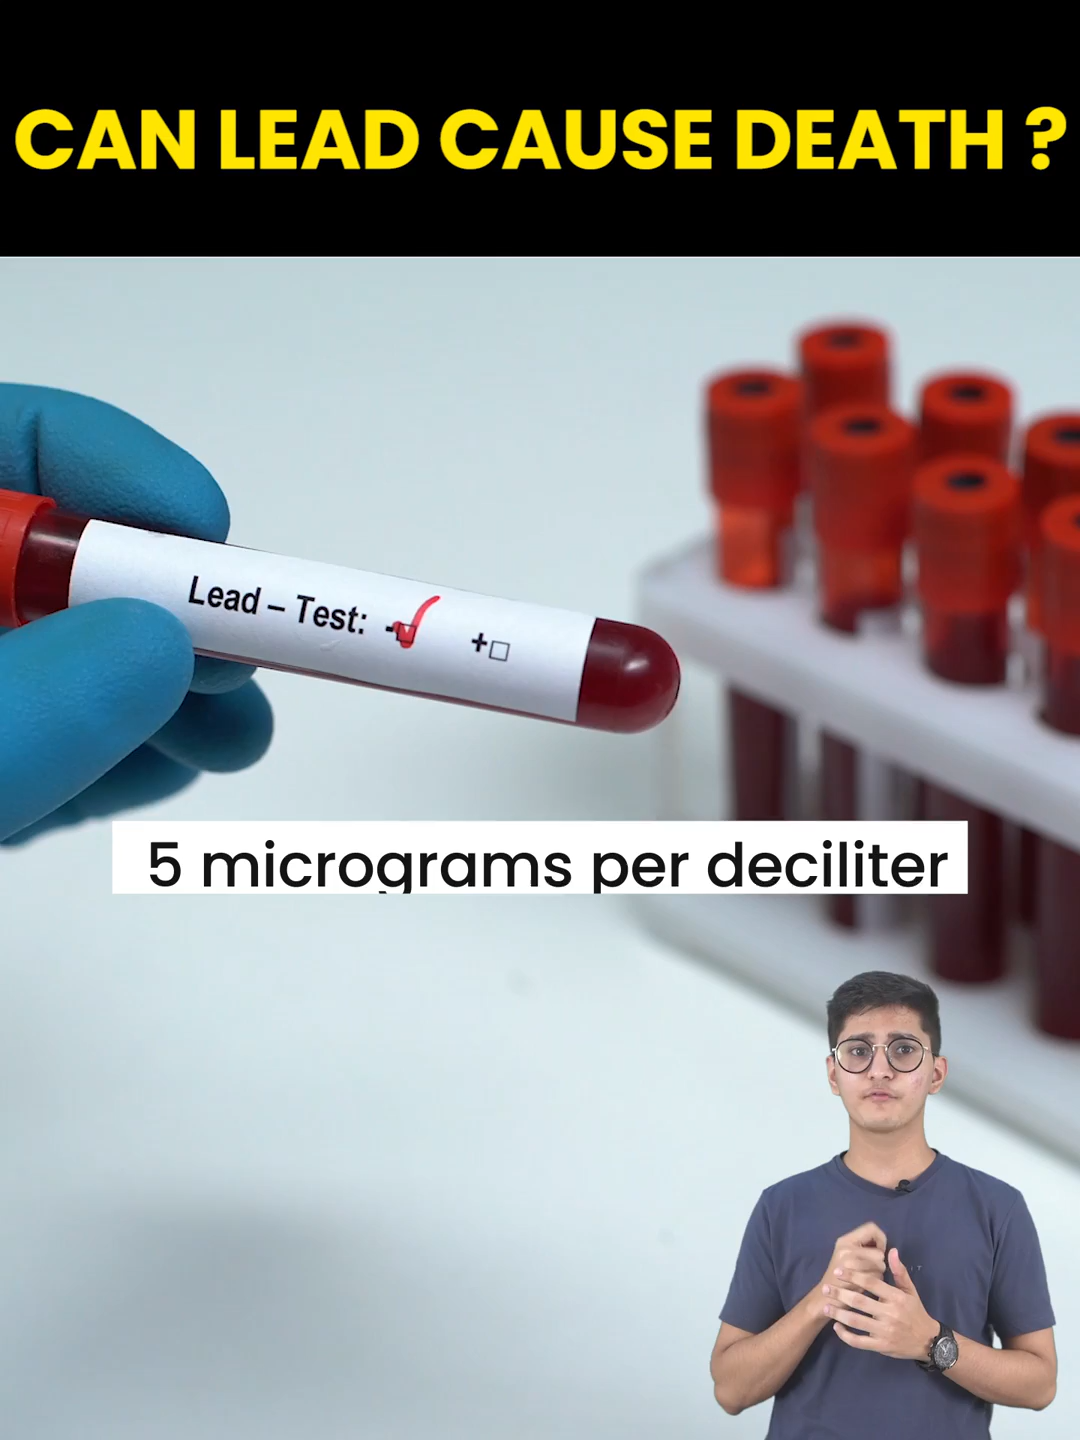 CAN LEAD CAUSE DEATH ?
Lead – Test: -☑ +☐
5 micrograms per deciliter